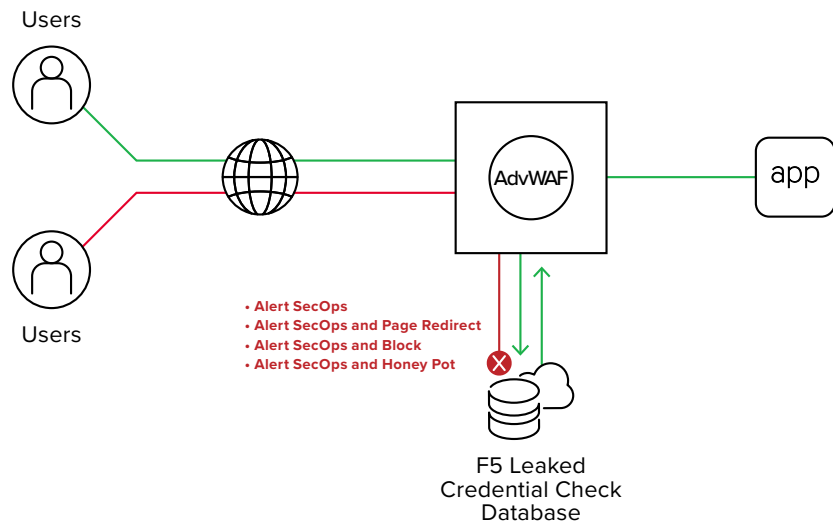 Users
AdvWAF
app
Users
• Alert SecOps
• Alert SecOps and Page Redirect
• Alert SecOps and Block
• Alert SecOps and Honey Pot
X
F5 Leaked
Credential Check
Database